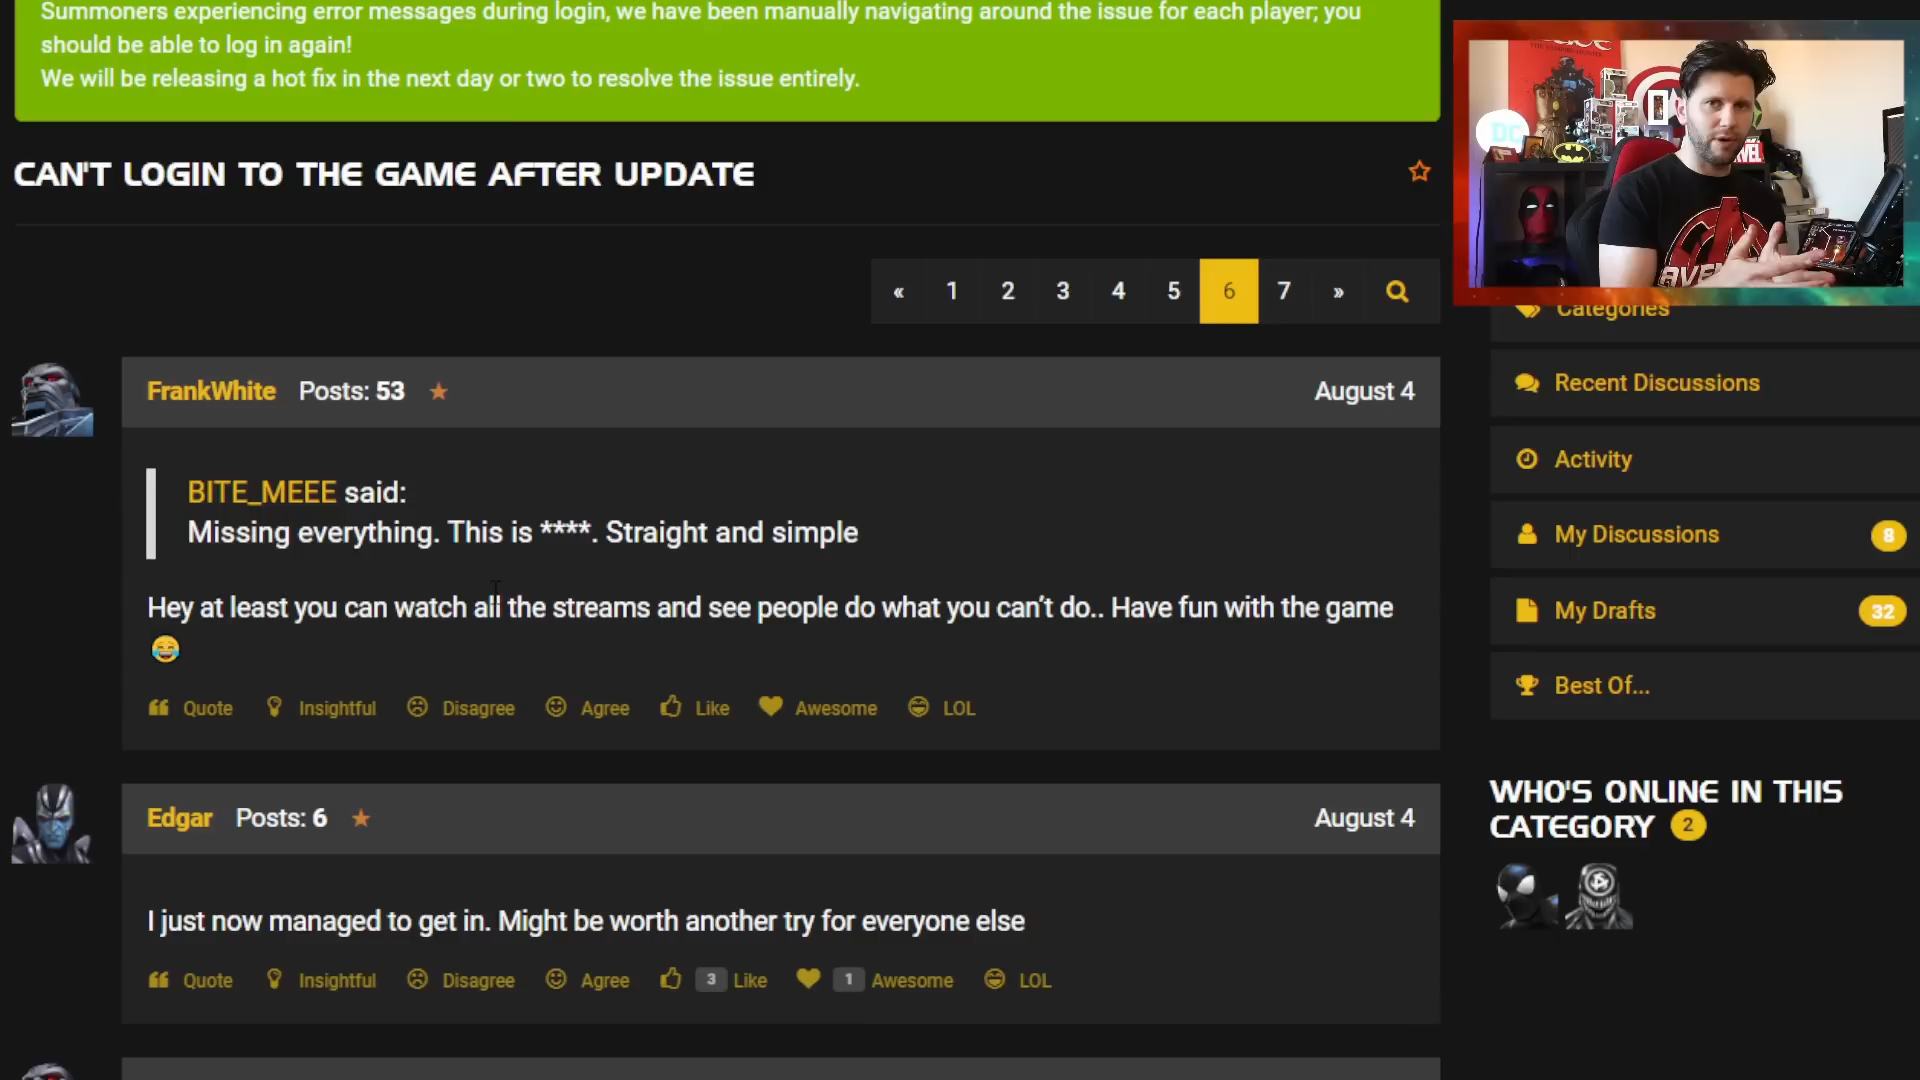 Summoners experiencing error messages during login, we have been manually navigating around the issue for each player; you
should be able to log in again!
We will be releasing a hot fix in the next day or two to resolve the issue entirely.
CAN'T LOGIN TO THE GAME AFTER UPDATE
« 1 2 3 4 5 6 7 »
FrankWhite Posts: 53 August 4
BITE_MEEE said:
Missing everything. This is ****. Straight and simple
Hey at least you can watch all the streams and see people do what you can't do.. Have fun with the game
😂
Quote Insightful Disagree Agree Like Awesome LOL
Edgar Posts: 6 August 4
I just now managed to get in. Might be worth another try for everyone else
Quote Insightful Disagree Agree 3 Like 1 Awesome LOL
DC
Categories
Recent Discussions
Activity
My Discussions 8
My Drafts 32
Best Of...
WHO'S ONLINE IN THIS
CATEGORY 2